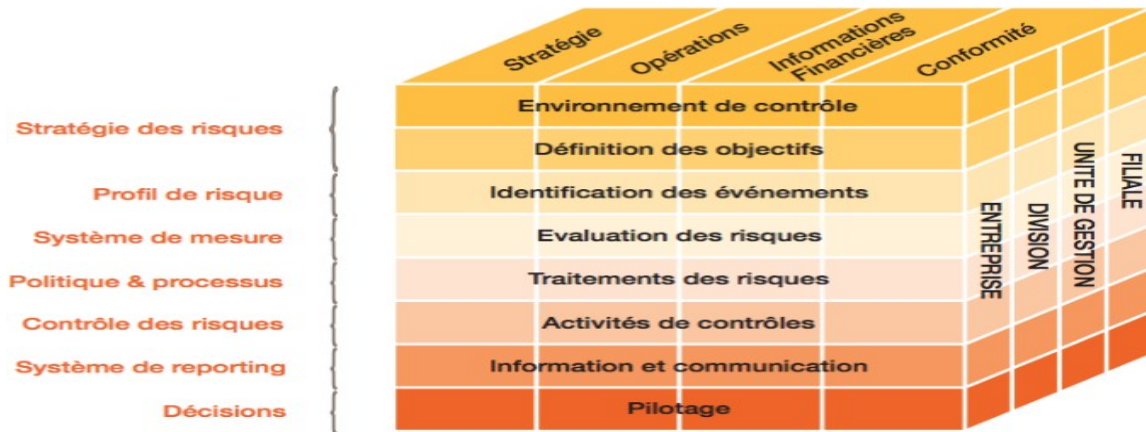 Stratégie
Opérations
Informations
Financières
Conformité
Stratégie des risques
Environnement de contrôle
Définition des objectifs
Profil de risque
Identification des événements
Système de mesure
Evaluation des risques
Politique & processus
Traitements des risques
Contrôle des risques
Activités de contrôles
Système de reporting
Information et communication
Décisions
Pilotage
ENTREPRISE
DIVISION
UNITE DE GESTION
FILIALE